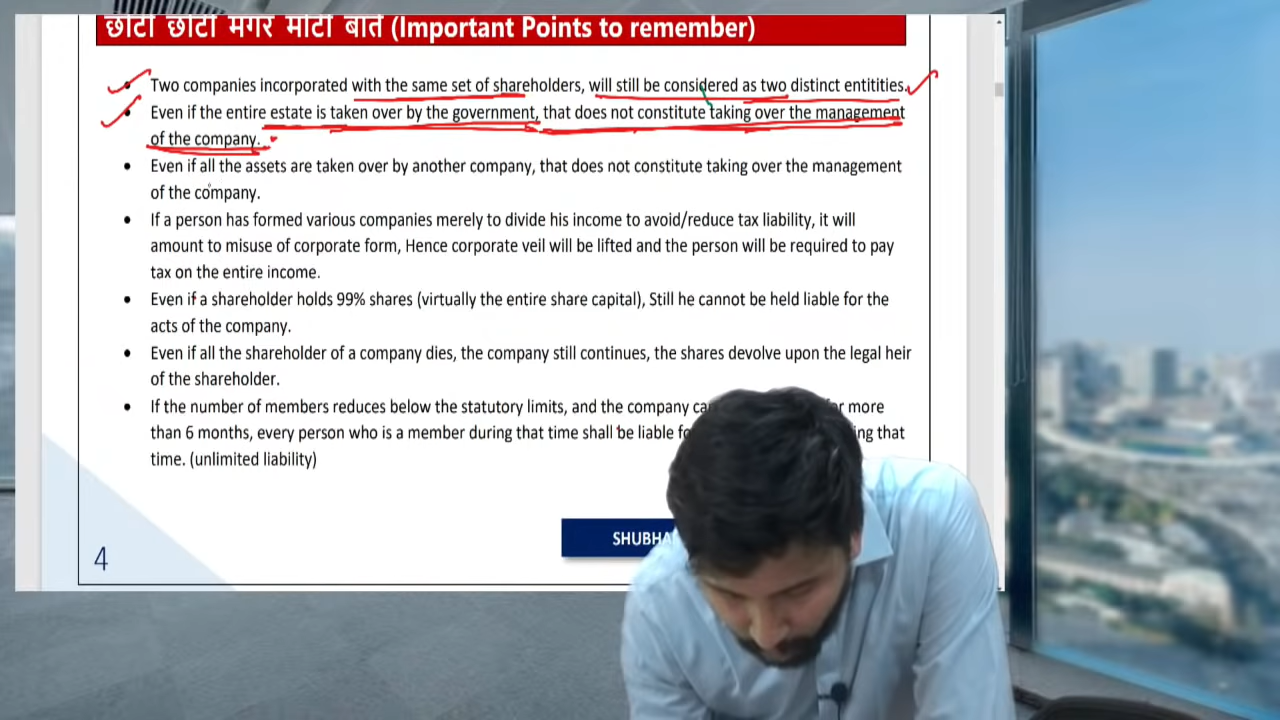 छोटी छोटी मगर मोटी बातें (Important Points to remember)
• Two companies incorporated with the same set of shareholders, will still be considered as two distinct entitities.
• Even if the entire estate is taken over by the government, that does not constitute taking over the management
of the company.
• Even if all the assets are taken over by another company, that does not constitute taking over the management
of the company.
• If a person has formed various companies merely to divide his income to avoid/reduce tax liability, it will
amount to misuse of corporate form, Hence corporate veil will be lifted and the person will be required to pay
tax on the entire income.
• Even if a shareholder holds 99% shares (virtually the entire share capital), Still he cannot be held liable for the
acts of the company.
• Even if all the shareholder of a company dies, the company still continues, the shares devolve upon the legal heir
of the shareholder.
• If the number of members reduces below the statutory limits, and the company more
than 6 months, every person who is a member during that time shall be liable that
time. (unlimited liability)
4